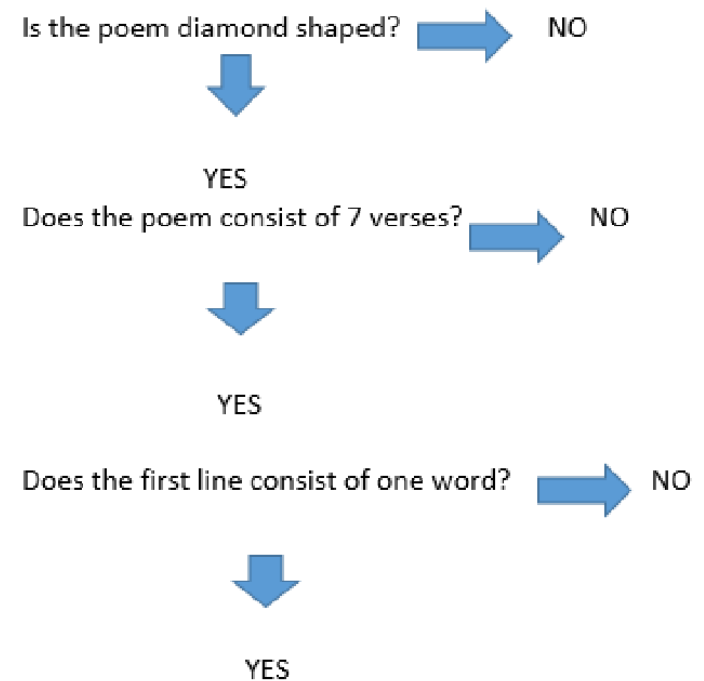 Is the poem diamond shaped? NO
YES
Does the poem consist of 7 verses? NO
YES
Does the first line consist of one word? NO
YES